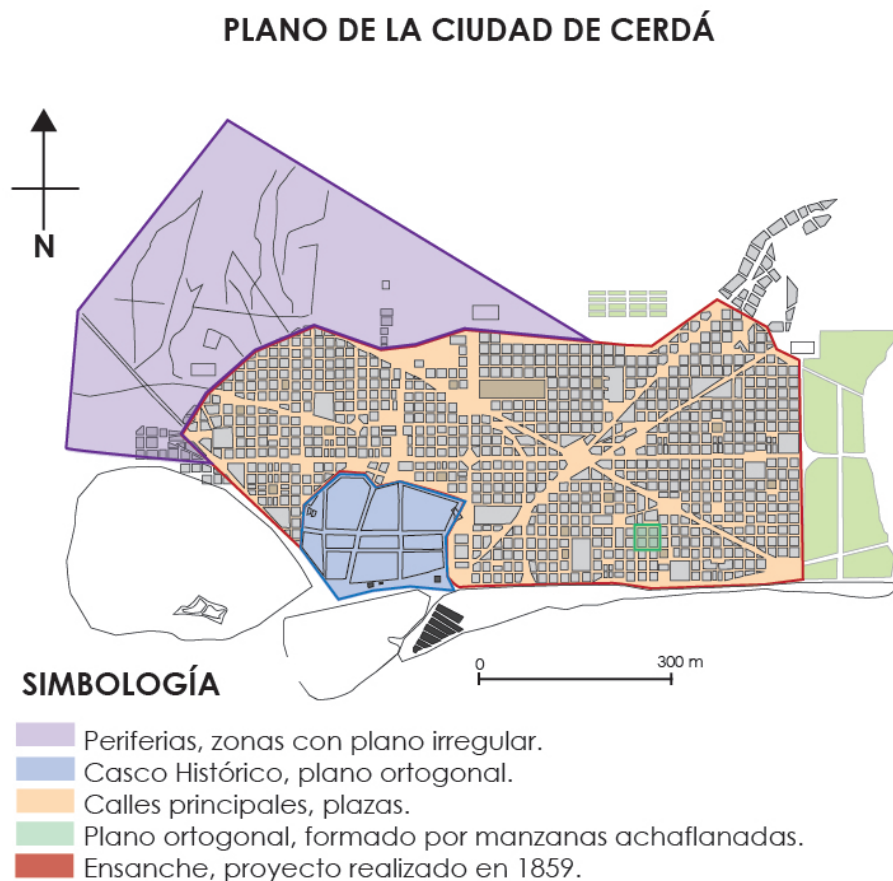 PLANO DE LA CIUDAD DE CERDÁ
N
0 300 m
SIMBOLOGÍA
Periferias, zonas con plano irregular.
Casco Histórico, plano ortogonal.
Calles principales, plazas.
Plano ortogonal, formado por manzanas achaflanadas.
Ensanche, proyecto realizado en 1859.